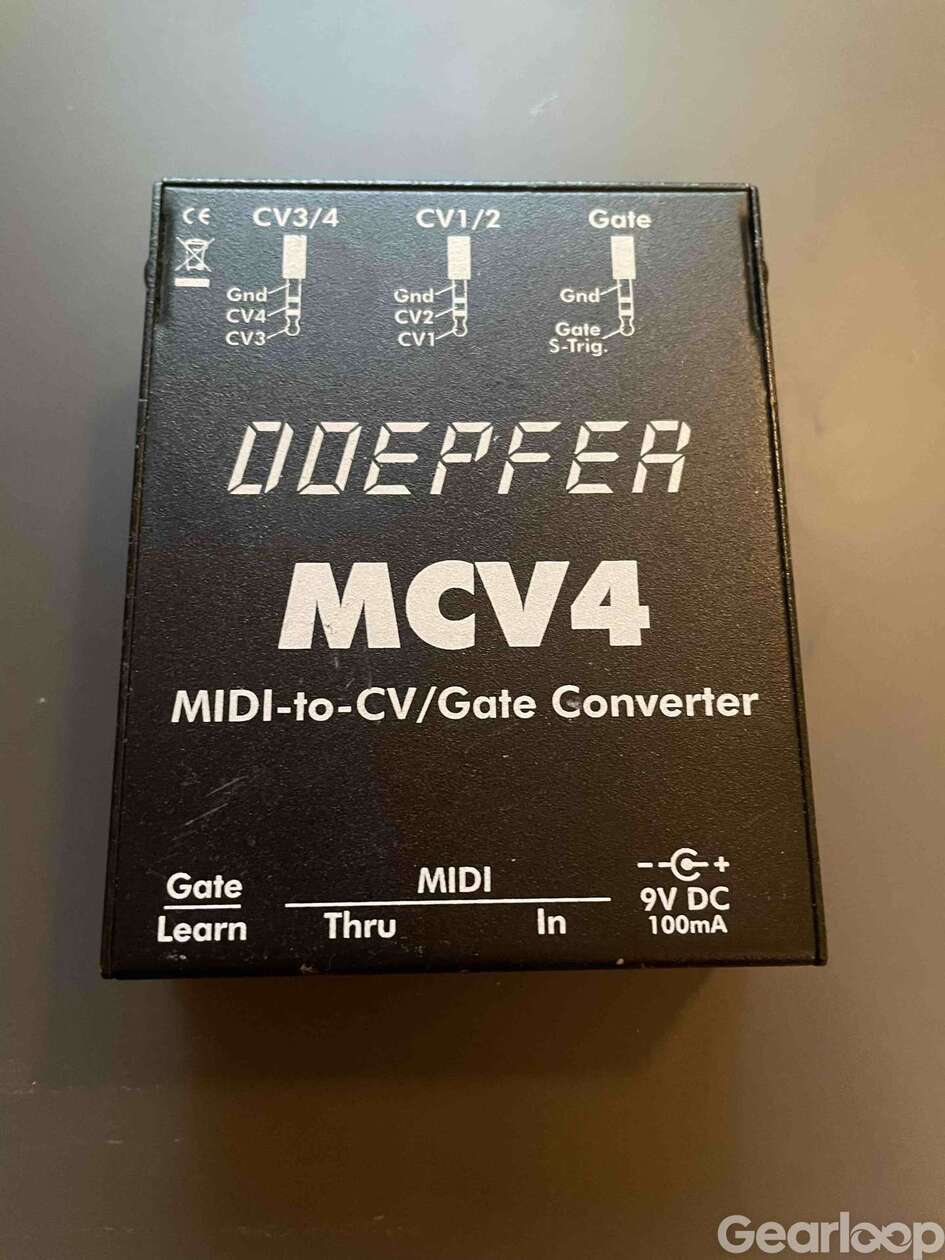 CE CV3/4 CV1/2 Gate
Gnd Gnd Gnd
CV4 CV2
CV3 CV1 Gate
S-Trig.
DOEPFER
MCV4
MIDI-to-CV/Gate Converter
Gate MIDI 9V DC
Learn Thru In 100mA
Gearloop